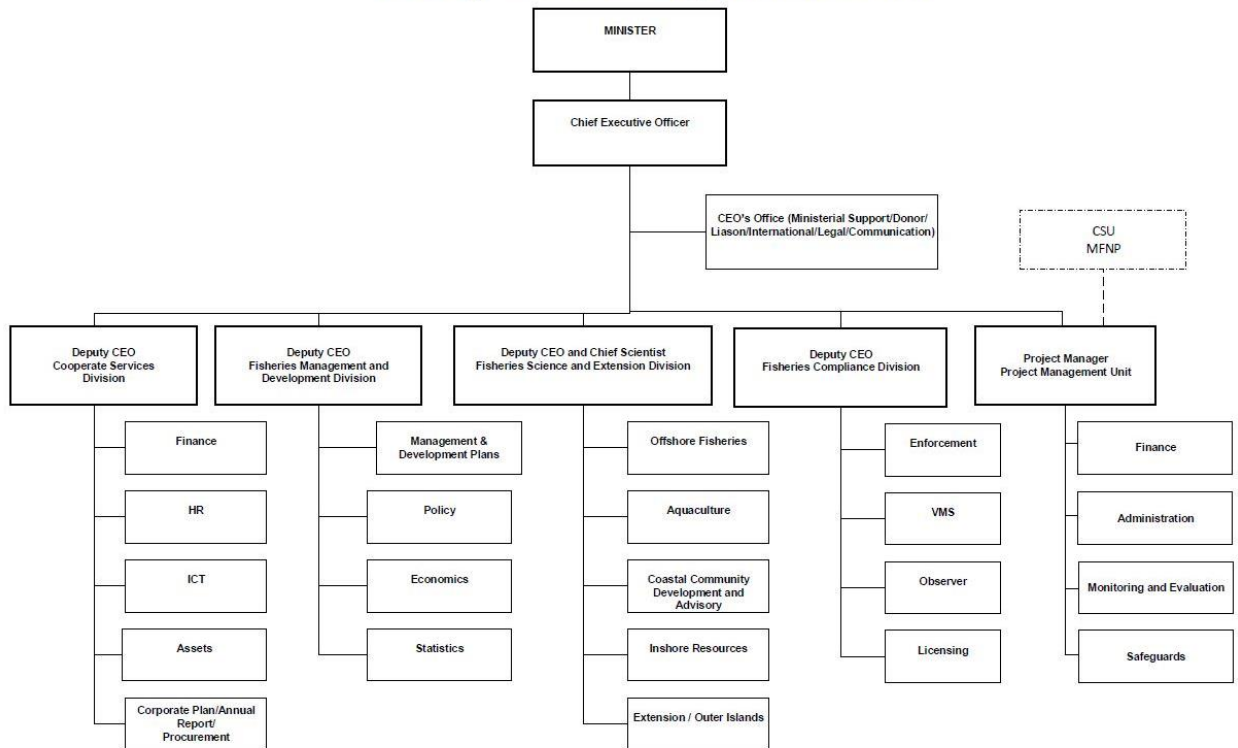 MINISTER
Chief Executive Officer
CEO's Office (Ministerial Support/Donor/
Liason/International/Legal/Communication)
CSU
MFNP
Deputy CEO
Cooperate Services
Division
Deputy CEO
Fisheries Management and
Development Division
Deputy CEO and Chief Scientist
Fisheries Science and Extension Division
Deputy CEO
Fisheries Compliance Division
Project Manager
Project Management Unit
Finance
HR
ICT
Assets
Corporate Plan/Annual
Report/
Procurement
Management &
Development Plans
Policy
Economics
Statistics
Offshore Fisheries
Aquaculture
Coastal Community
Development and
Advisory
Inshore Resources
Extension / Outer Islands
Enforcement
VMS
Observer
Licensing
Finance
Administration
Monitoring and Evaluation
Safeguards